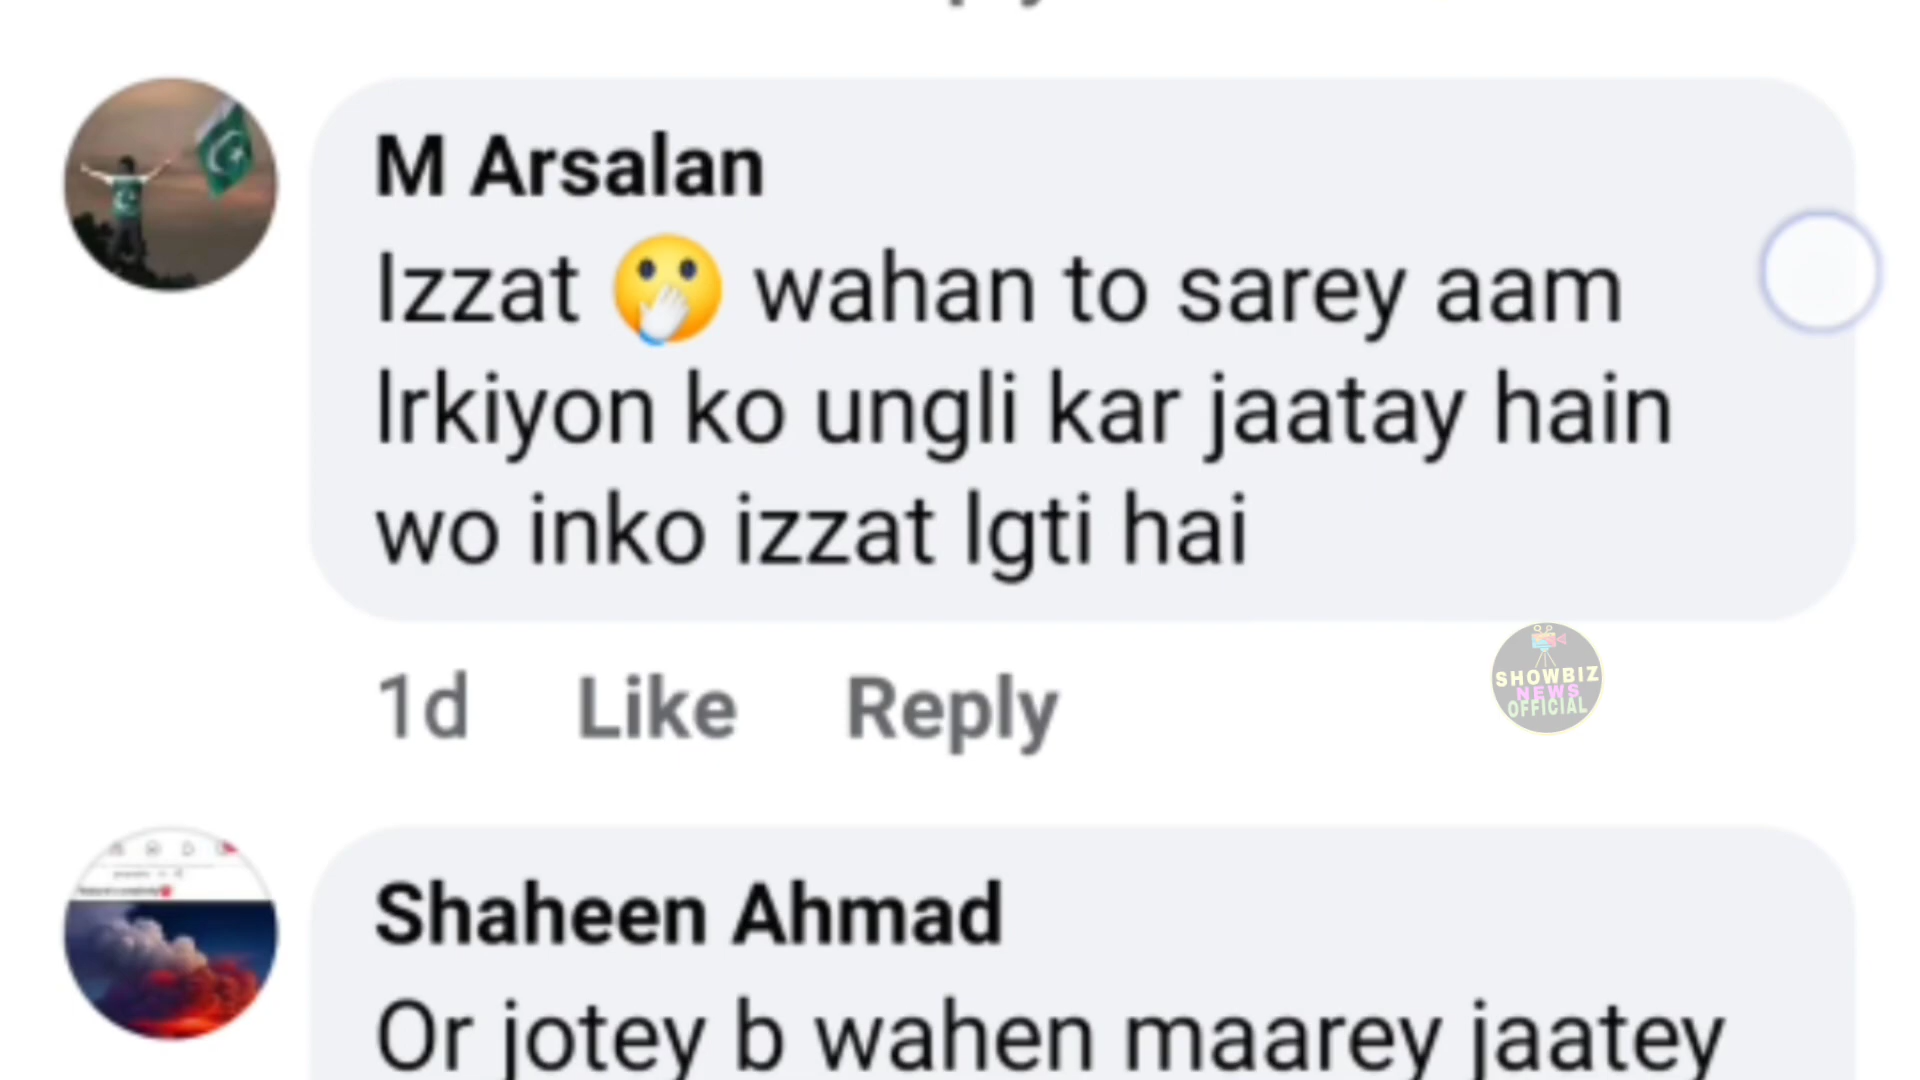 M Arsalan
Izzat 🫢 wahan to sarey aam
lrkiyon ko ungli kar jaatay hain
wo inko izzat lgti hai
1d Like Reply
SHOWBIZ
NEWS
OFFICIAL
Shaheen Ahmad
Or jotey b wahen maarey jaatey